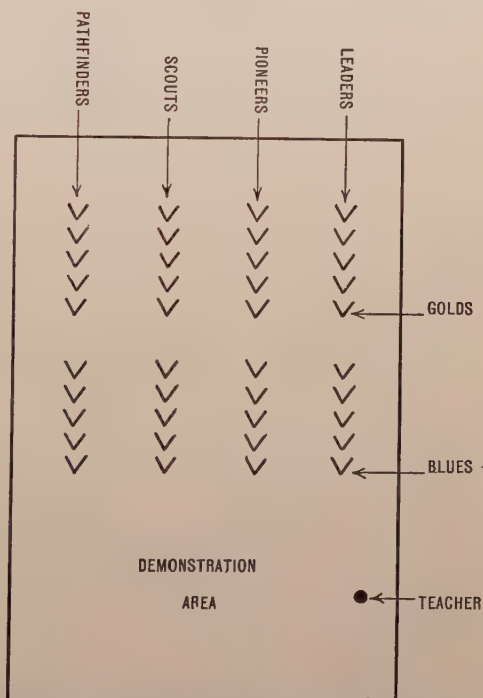 PATHFINDERS
SCOUTS
PIONEERS
LEADERS
GOLDS
BLUES
DEMONSTRATION
AREA
TEACHER